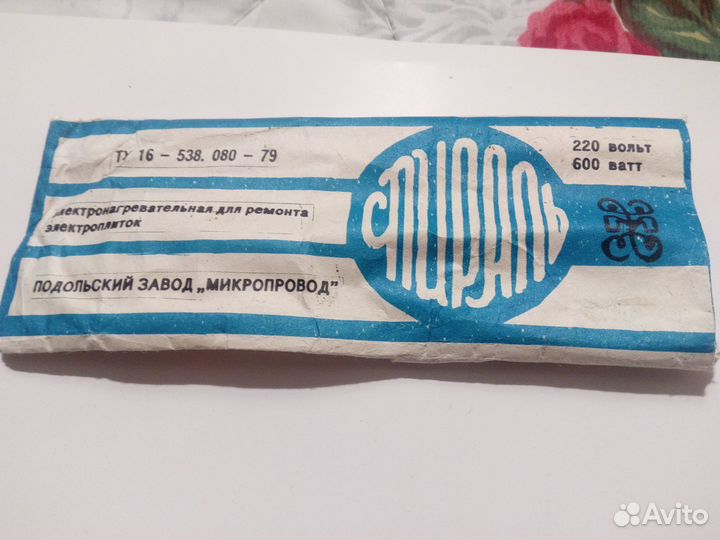 ТУ 16 – 538. 080 – 79
электронагревательная для ремонта
электроплиток
ПОДОЛЬСКИЙ ЗАВОД „МИКРОПРОВОД"
СПИРАЛЬ
220 вольт
600 ватт
Avito